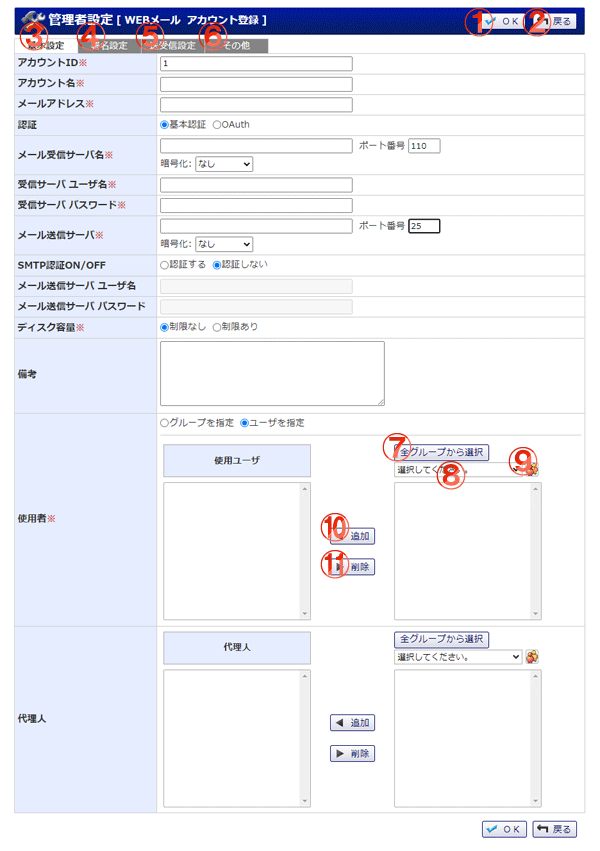 管理者設定 [ WEBメール アカウント登録 ]
① ＯＫ ② 戻る
③ 基本設定 ④ 署名設定 ⑤ 送受信設定 ⑥ その他
アカウントID※ 1
アカウント名※
メールアドレス※
認証 基本認証 OAuth
メール受信サーバ名※ ポート番号 110
暗号化: なし
受信サーバ ユーザ名※
受信サーバ パスワード※
メール送信サーバ※ ポート番号 25
暗号化: なし
SMTP認証ON/OFF 認証する 認証しない
メール送信サーバ ユーザ名
メール送信サーバ パスワード
ディスク容量※ 制限なし 制限あり
備考
使用者※ グループを指定 ユーザを指定
使用ユーザ ⑦ 全グループから選択
選択してください。 ⑧ ⑨
⑩ 追加
⑪ 削除
代理人
代理人 全グループから選択
選択してください。
追加
削除
ＯＫ 戻る